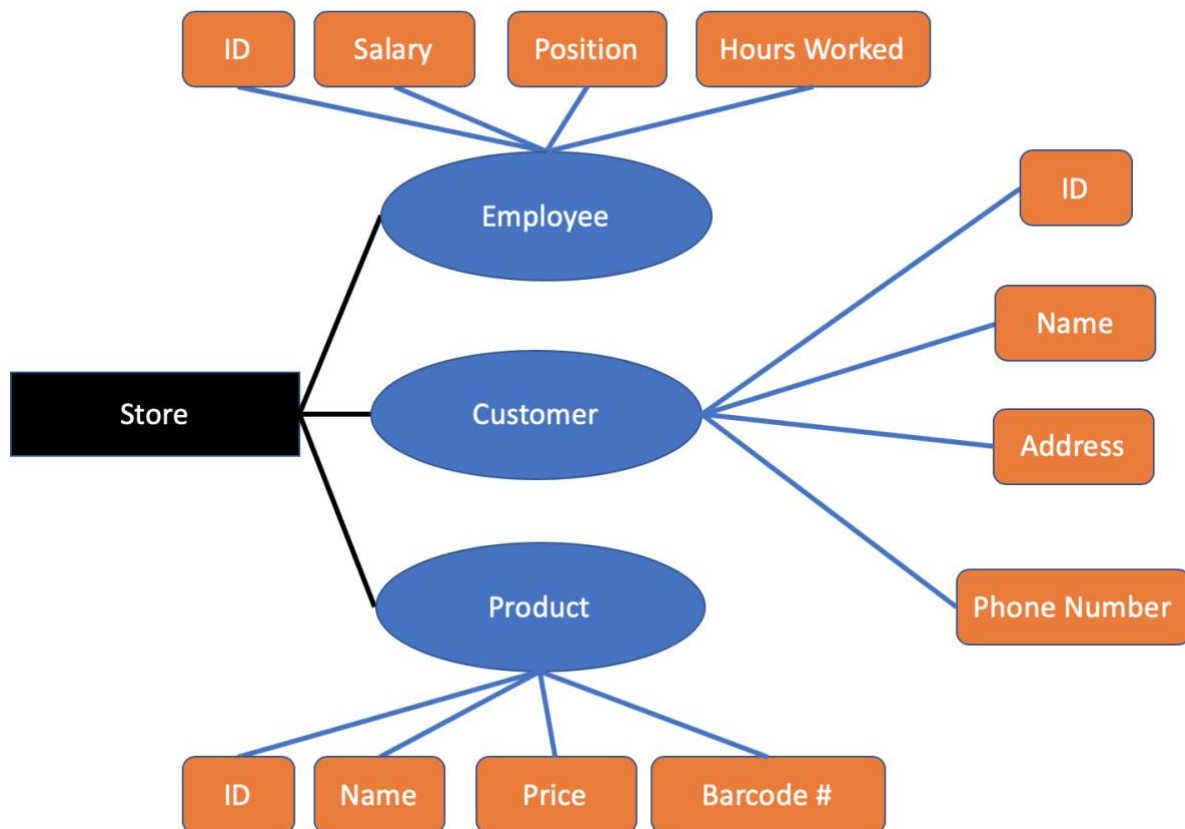 ID
Salary
Position
Hours Worked
Employee
ID
Name
Store
Customer
Address
Product
Phone Number
ID
Name
Price
Barcode #